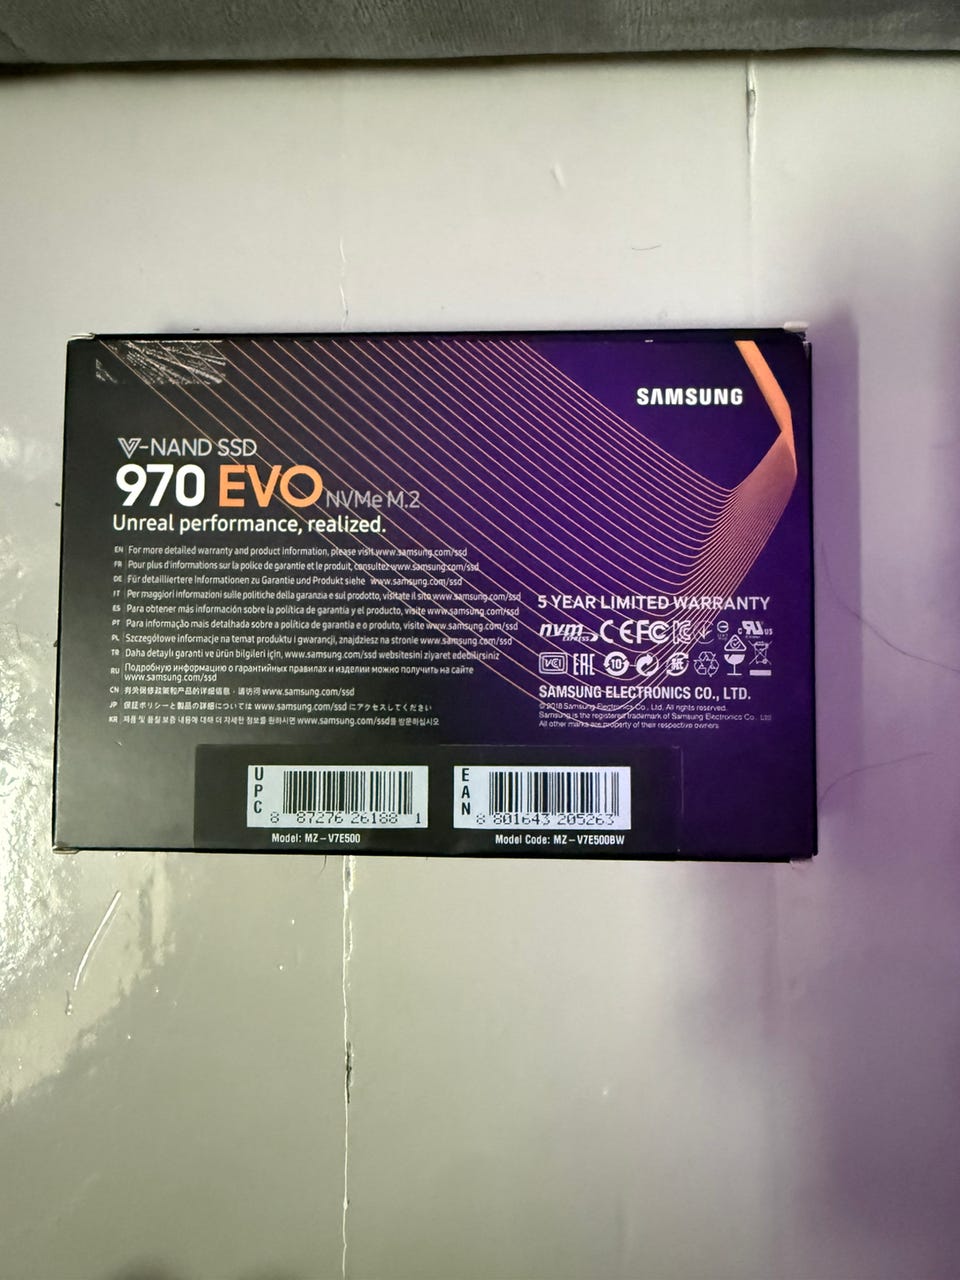 SAMSUNG
V-NAND SSD
970 EVO NVMe M.2
Unreal performance, realized.
EN For more detailed warranty and product information, please visit www.samsung.com/ssd
FR Pour plus d'informations sur la police de garantie et le produit, consultez www.samsung.com/ssd
DE Für detailliertere Informationen zu Garantie und Produkt siehe www.samsung.com/ssd
IT Per maggiori informazioni sulle politiche della garanzia e sul prodotto, visitate il sito www.samsung.com/ssd
ES Para obtener más información sobre la política de garantía y el producto, visite www.samsung.com/ssd
PT Para informação mais detalhada sobre a política de garantia e o produto, visite www.samsung.com/ssd
PL Szczegółowe informacje na temat produktu i gwarancji, znajdziesz na stronie www.samsung.com/ssd
TR Daha detaylı garanti ve ürün bilgileri için, www.samsung.com/ssd websitesini ziyaret edebilirsiniz
RU Подробную информацию о гарантийных правилах и изделии можно получить на сайте
www.samsung.com/ssd
CN 有关保修政策和产品的详细信息，请访问 www.samsung.com/ssd
JP 保証ポリシーと製品の詳細については www.samsung.com/ssd にアクセスしてください
KR 제품 및 품질 보증 내용에 대해 더 자세한 정보를 원하시면 www.samsung.com/ssd를 방문하십시오
5 YEAR LIMITED WARRANTY
nvm EXPRESS CE FC c RU US
VCI EAC 10
SAMSUNG ELECTRONICS CO., LTD.
© 2018 Samsung Electronics Co., Ltd. All rights reserved.
Samsung is the registered trademark of Samsung Electronics Co., Ltd.
All other marks are property of their respective owners
UPC
8 87276 26188 1
Model: MZ-V7E500
EAN
8 801643 205263
Model Code: MZ-V7E500BW